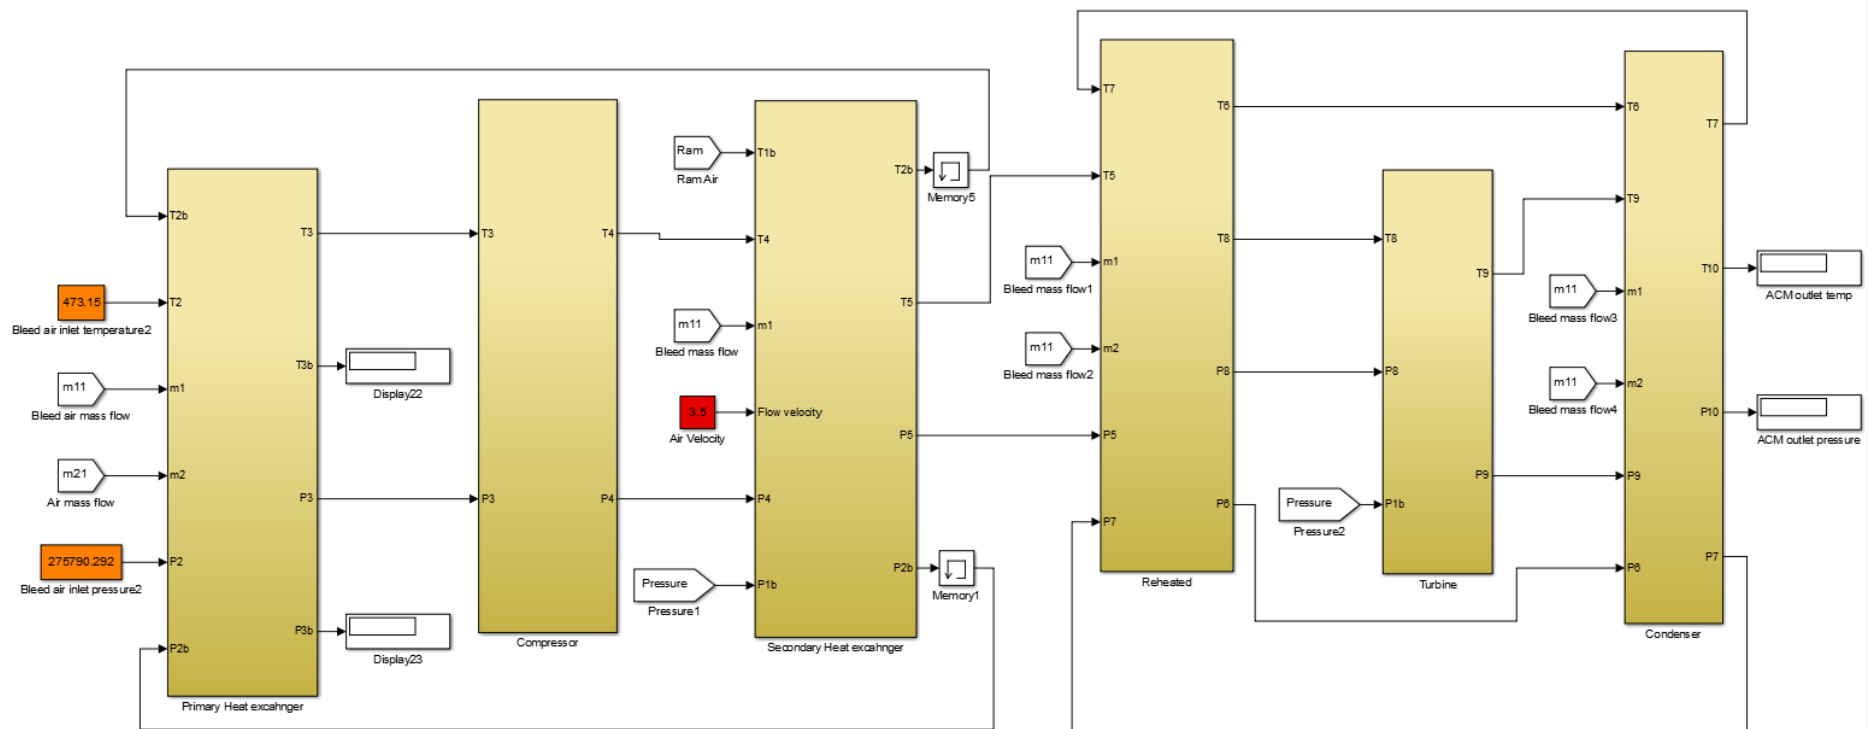 T2b
T3
T2
473.15
Bleed air inlet temperature2
T3b
Display22
m11
m1
Bleed air mass flow
m21
m2
Air mass flow
P3
275790.292
P2
Bleed air inlet pressure2
P3b
Display23
P2b
Primary Heat excahnger
T3
T4
P3
P4
Compressor
Ram
Ram Air
T1b
T2b
Memory5
T4
T5
m11
m1
Bleed mass flow
3.5
Flow velocity
Air Velocity
P5
P4
Pressure
P1b
Pressure1
P2b
Memory1
Secondary Heat excahnger
T7
T6
T5
T8
m11
m1
Bleed mass flow1
m11
m2
Bleed mass flow2
P8
P5
P6
P7
Reheated
T8
T9
P8
P9
Pressure
P1b
Pressure2
Turbine
T6
T7
T9
T10
ACM outlet temp
m11
m1
Bleed mass flow3
m11
m2
Bleed mass flow4
P10
ACM outlet pressure
P9
P7
P6
Condenser